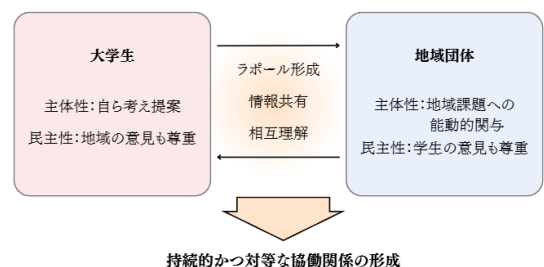 大学生
主体性：自ら考え提案
民主性：地域の意見も尊重
ラポール形成
情報共有
相互理解
地域団体
主体性：地域課題への
能動的関与
民主性：学生の意見も尊重
持続的かつ対等な協働関係の形成